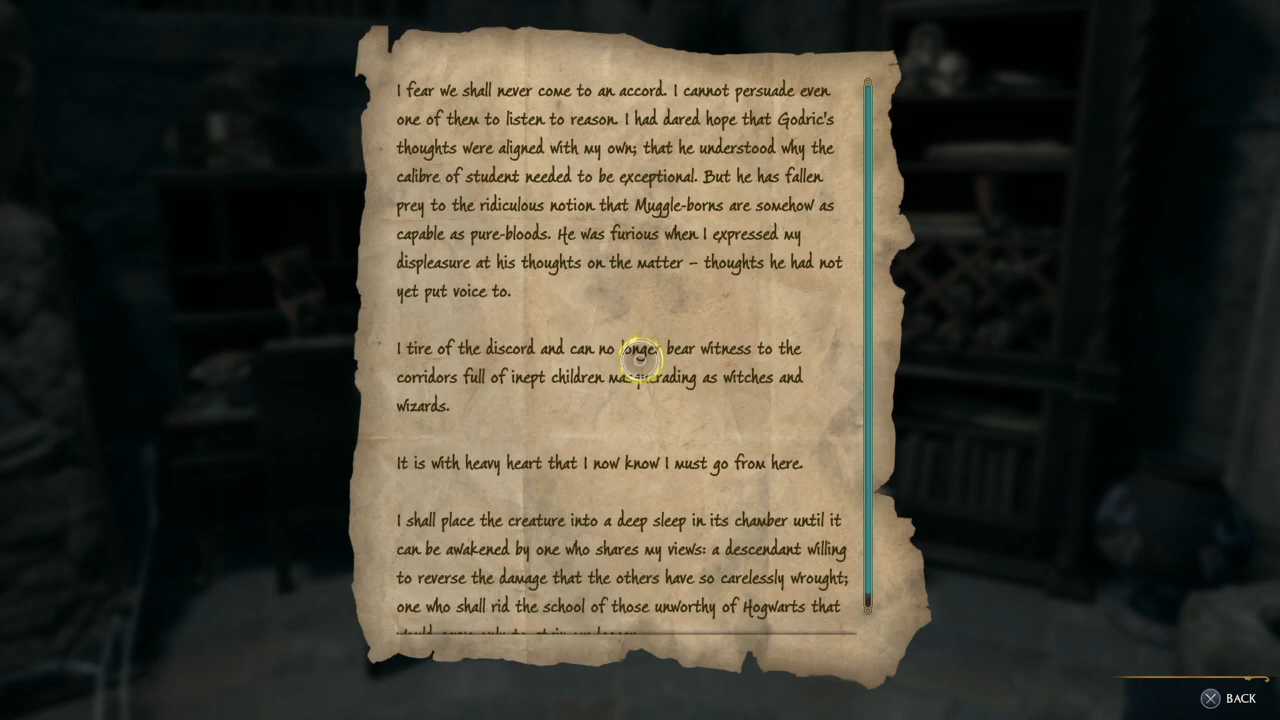 I fear we shall never come to an accord. I cannot persuade even
one of them to listen to reason. I had dared hope that Godric's
thoughts were aligned with my own; that he understood why the
calibre of student needed to be exceptional. But he has fallen
prey to the ridiculous notion that Muggle-borns are somehow as
capable as pure-bloods. He was furious when I expressed my
displeasure at his thoughts on the matter – thoughts he had not
yet put voice to.
I tire of the discord and can no longer bear witness to the
corridors full of inept children masquerading as witches and
wizards.
It is with heavy heart that I now know I must go from here.
I shall place the creature into a deep sleep in its chamber until it
can be awakened by one who shares my views: a descendant willing
to reverse the damage that the others have so carelessly wrought;
one who shall rid the school of those unworthy of Hogwarts that
BACK